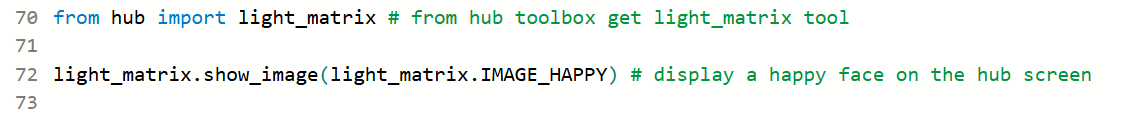 70 from hub import light_matrix # from hub toolbox get light_matrix tool
71
72 light_matrix.show_image(light_matrix.IMAGE_HAPPY) # display a happy face on the hub screen
73